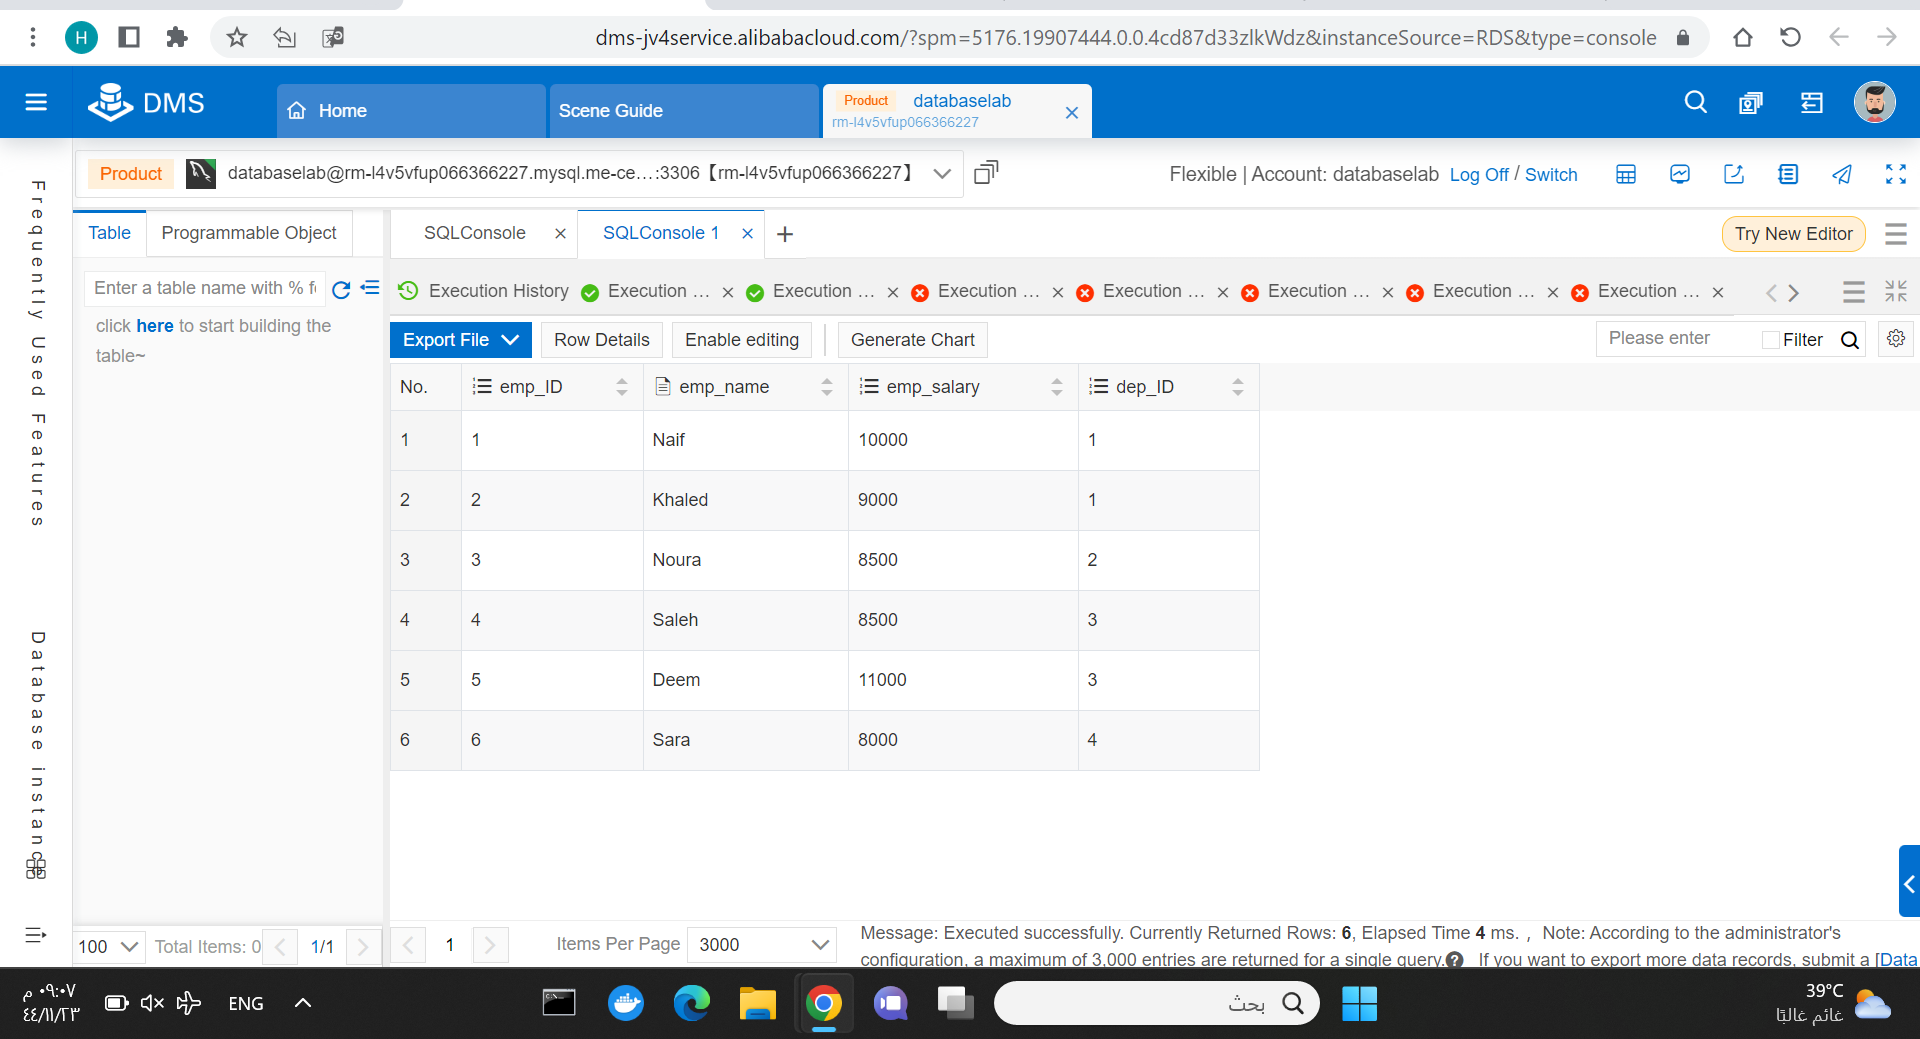 H
dms-jv4service.alibabacloud.com/?spm=5176.19907444.0.0.4cd87d33zlkWdz&instanceSource=RDS&type=console
DMS
Home
Scene Guide
Product
databaselab
rm-l4v5vfup066366227
Product
databaselab@rm-l4v5vfup066366227.mysql.me-ce...:3306【rm-l4v5vfup066366227】
Flexible | Account: databaselab Log Off / Switch
Frequently Used Features
Database instance
Table
Programmable Object
SQLConsole
SQLConsole 1
Try New Editor
Enter a table name with % f
click here to start building the
table~
Execution History
Execution ...
Execution ...
Execution ...
Execution ...
Execution ...
Execution ...
Execution ...
Export File
Row Details
Enable editing
Generate Chart
Please enter
Filter
No. emp_ID emp_name emp_salary dep_ID
1 1 Naif 10000 1
2 2 Khaled 9000 1
3 3 Noura 8500 2
4 4 Saleh 8500 3
5 5 Deem 11000 3
6 6 Sara 8000 4
100
Total Items: 0
1/1
1
Items Per Page
3000
Message: Executed successfully. Currently Returned Rows: 6, Elapsed Time 4 ms. , Note: According to the administrator's
configuration, a maximum of 3,000 entries are returned for a single query. If you want to export more data records, submit a [Data
٠٩:٠٧ م
٤٤/١١/٢٣
ENG
بحث
39°C
غائم غالبًا